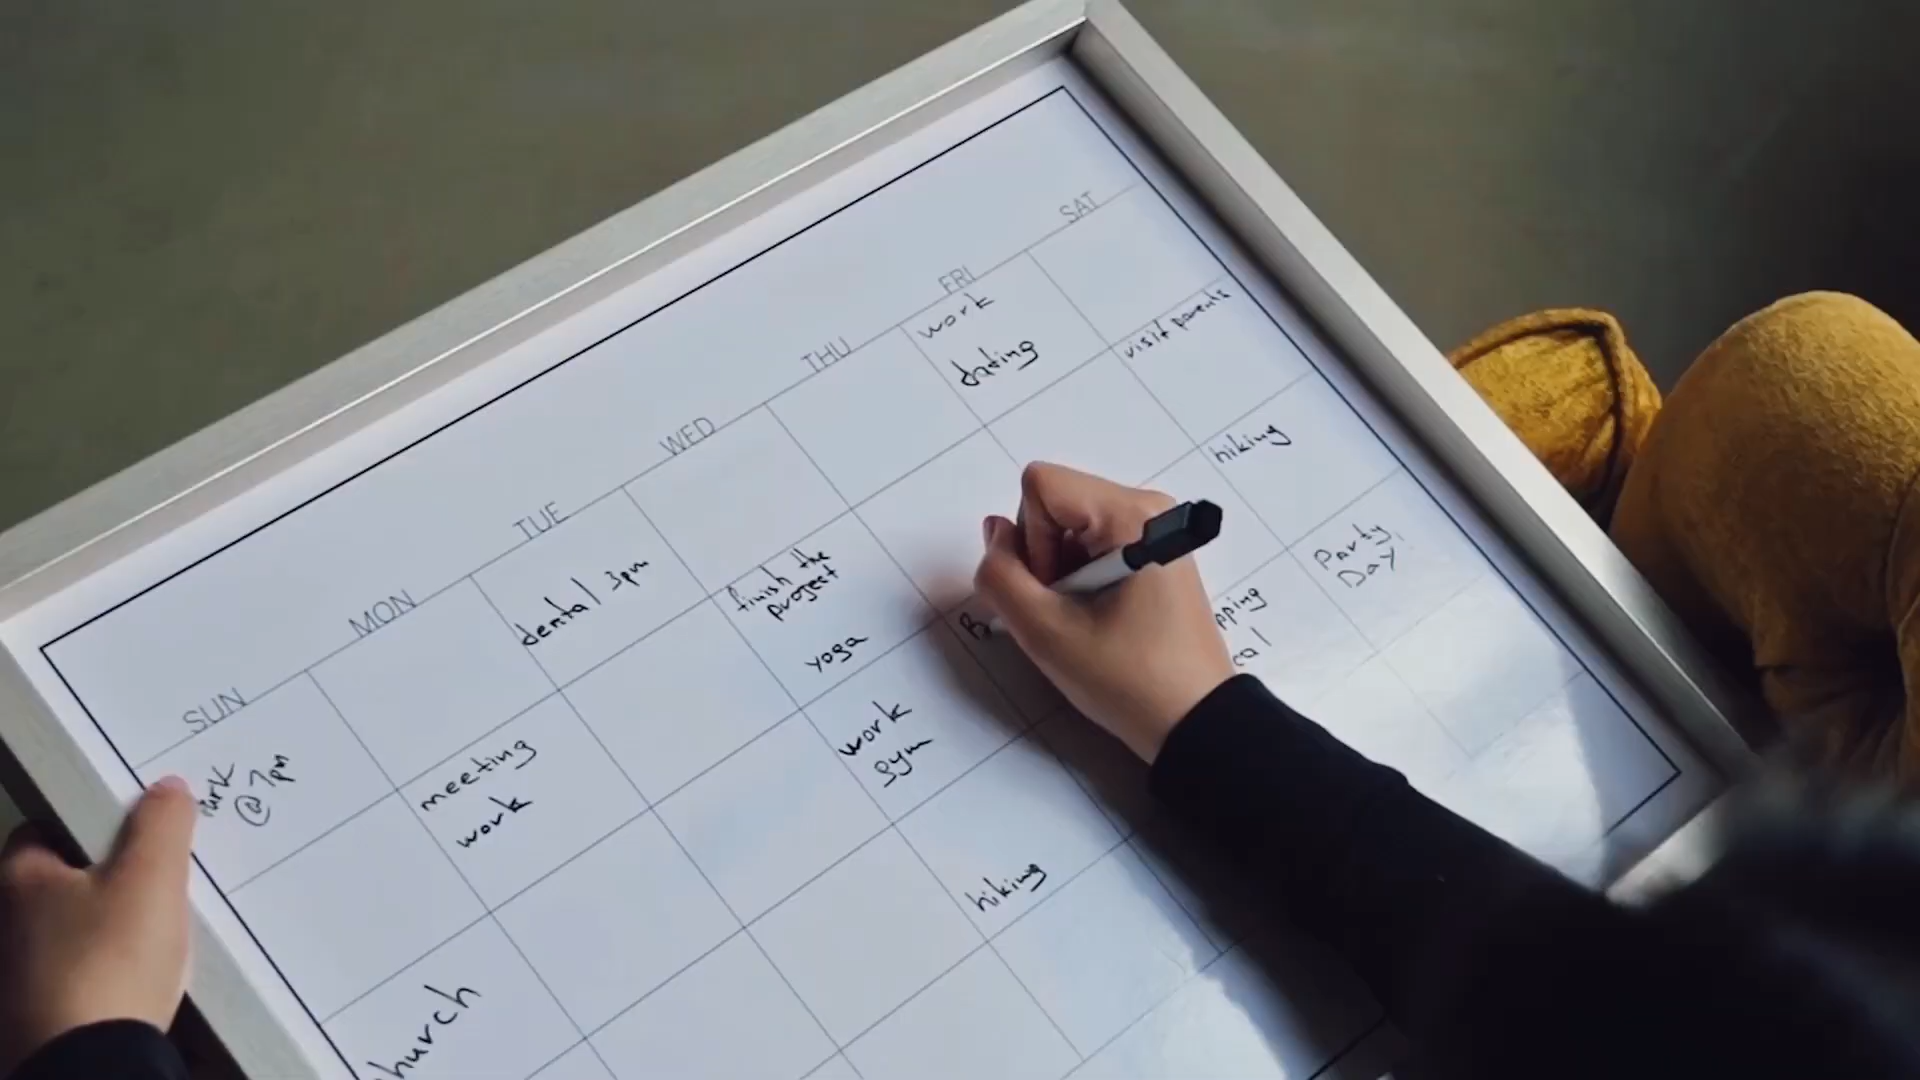 SUN
MON
TUE
WED
THU
FRI
SAT
@ 7pm
dental 3pm
work
dating
meeting
work
finish the
project
yoga
visit parents
work
gym
hiking
hiking
Party
Day